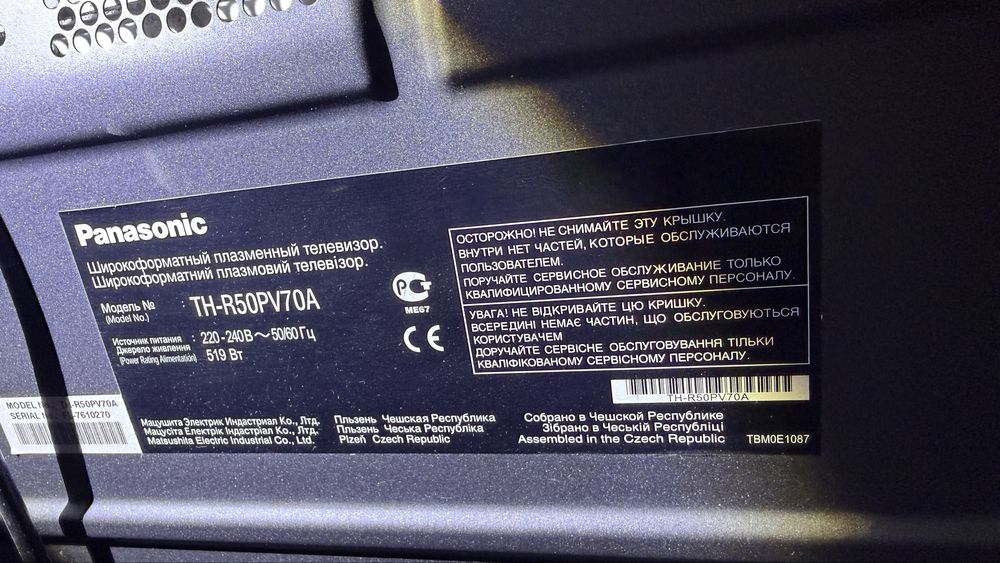 Panasonic
Широкоформатный плазменный телевизор.
Широкоформатний плазмовий телевізор.
Модель №
(Model No.)
TH-R50PV70A
Источник питания
Джерело живлення
(Power Rating Alimentation)
: 220-240В ~ 50/60 Гц
519 Вт
РСТ
ME67
CE
ОСТОРОЖНО! НЕ СНИМАЙТЕ ЭТУ КРЫШКУ.
ВНУТРИ НЕТ ЧАСТЕЙ, КОТОРЫЕ ОБСЛУЖИВАЮТСЯ
ПОЛЬЗОВАТЕЛЕМ.
ПОРУЧАЙТЕ СЕРВИСНОЕ ОБСЛУЖИВАНИЕ ТОЛЬКО
КВАЛИФИЦИРОВАННОМУ СЕРВИСНОМУ ПЕРСОНАЛУ.
УВАГА! НЕ ВІДКРИВАЙТЕ ЦЮ КРИШКУ.
ВСЕРЕДИНІ НЕМАЄ ЧАСТИН, ЩО ОБСЛУГОВУЮТЬСЯ
КОРИСТУВАЧЕМ
ДОРУЧАЙТЕ СЕРВІСНЕ ОБСЛУГОВУВАННЯ ТІЛЬКИ
КВАЛІФІКОВАНОМУ СЕРВІСНОМУ ПЕРСОНАЛУ.
TH-R50PV70A
MODEL TH-R50PV70A
SERIAL 7610270
Мацушита Электрик Индастриал Ко., Лтд.
Мацусіта Електрік Індастріал Ко., Лтд.
Matsushita Electric Industrial Co., Ltd.
Пльзень Чешская Республика
Пльзень Чеська Республіка
Plzeň Czech Republic
Собрано в Чешской Республике
Зібрано в Чеській Республіці
Assembled in the Czech Republic
TBM0E1087